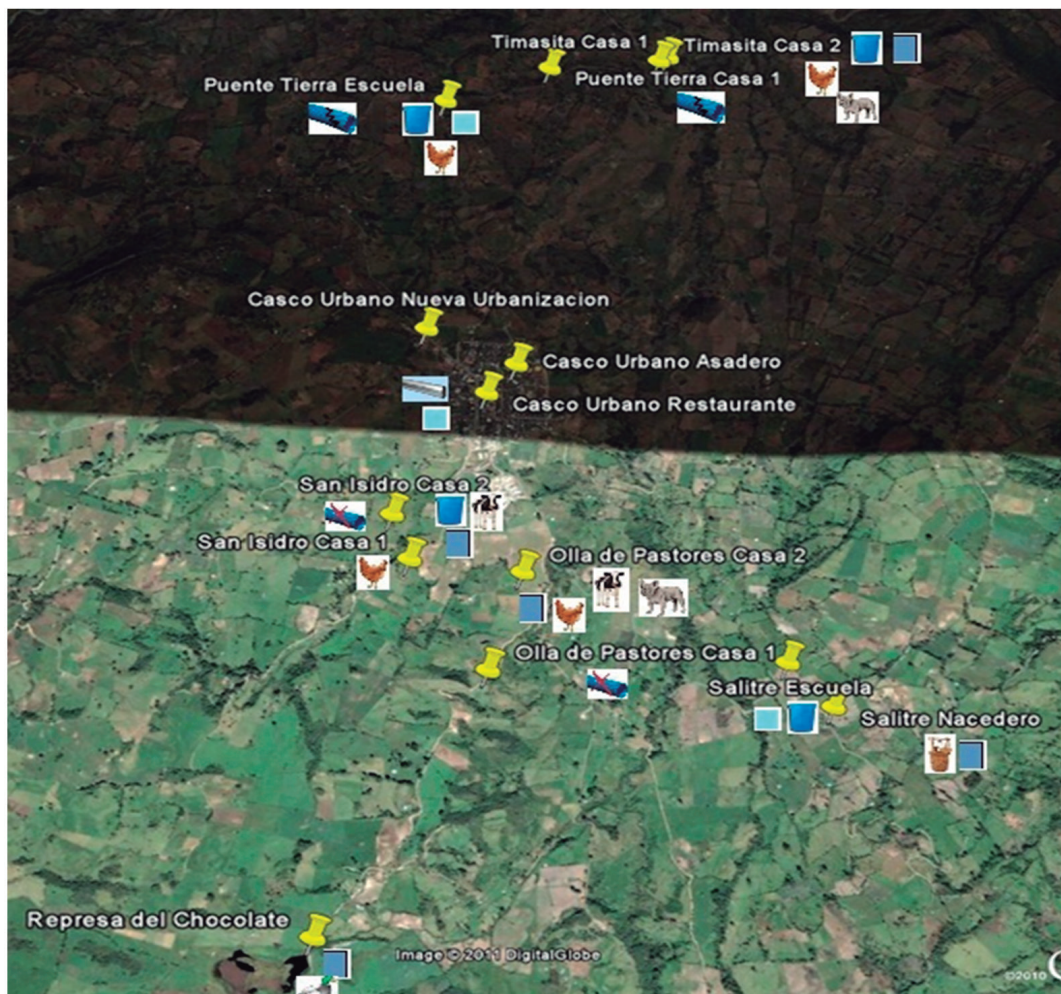 Timasita Casa 1
Timasita Casa 2
Puente Tierra Escuela
Puente Tierra Casa 1
Casco Urbano Nueva Urbanizacion
Casco Urbano Asadero
Casco Urbano Restaurante
San Isidro Casa 2
San Isidro Casa 1
Olla de Pastores Casa 2
Olla de Pastores Casa 1
Salitre Escuela
Salitre Nacedero
Represa del Chocolate
Image © 2011 DigitalGlobe
©2010